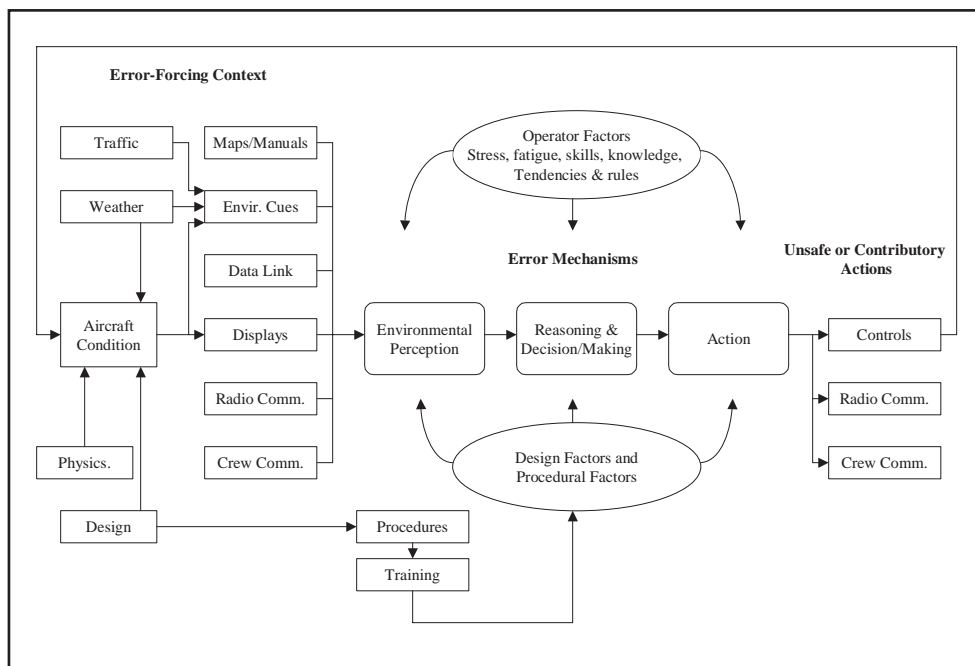 Error-Forcing Context
Traffic
Maps/Manuals
Operator Factors
Stress, fatigue, skills, knowledge,
Tendencies & rules
Weather
Envir. Cues
Error Mechanisms
Unsafe or Contributory
Actions
Data Link
Aircraft
Condition
Displays
Environmental
Perception
Reasoning &
Decision/Making
Action
Controls
Radio Comm.
Radio Comm.
Physics.
Crew Comm.
Design Factors and
Procedural Factors
Crew Comm.
Design
Procedures
Training